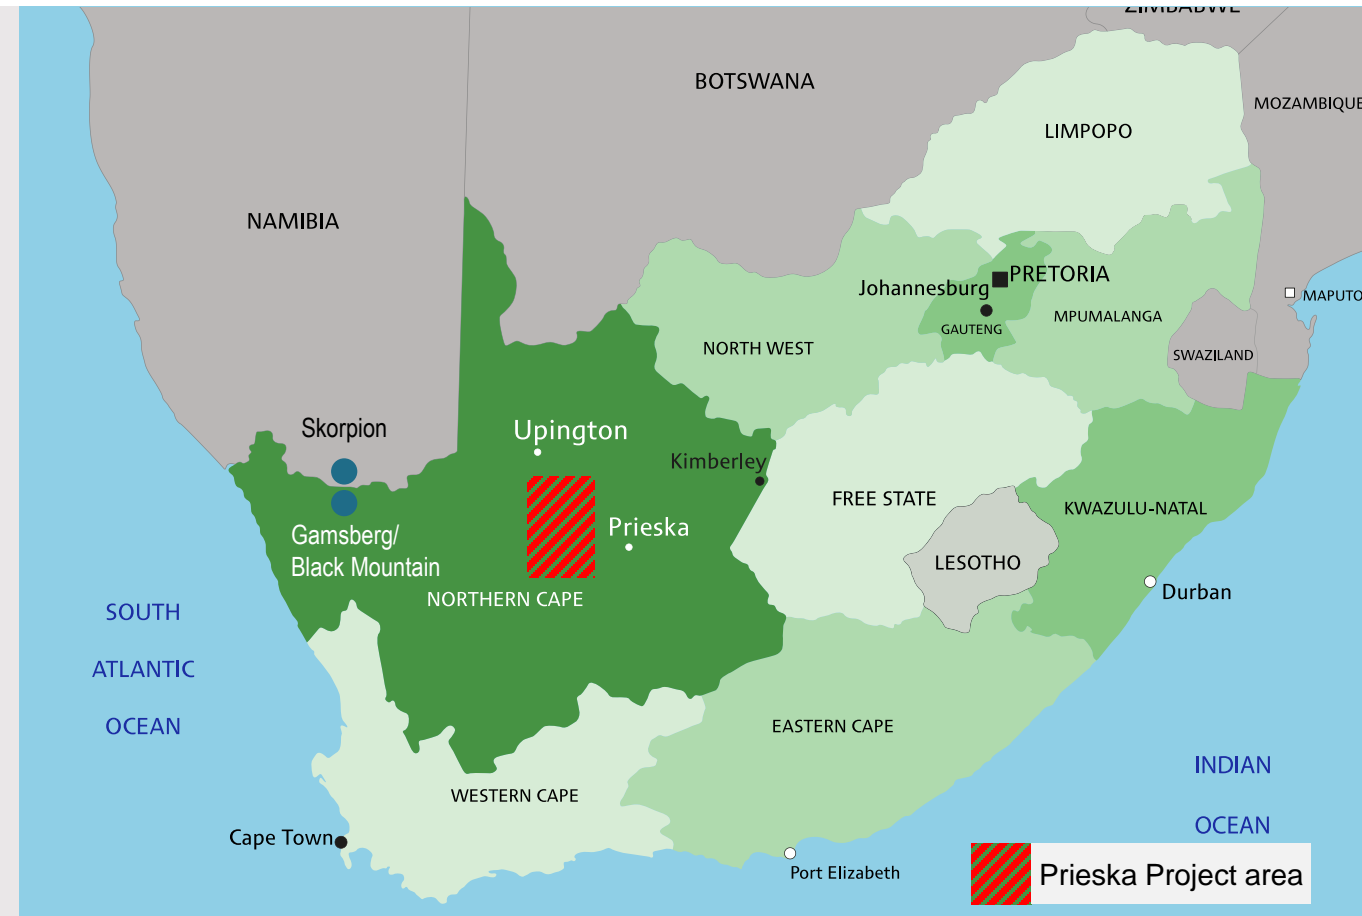 ZIMBABWE
BOTSWANA
MOZAMBIQUE
LIMPOPO
NAMIBIA
PRETORIA
Johannesburg
MAPUTO
MPUMALANGA
GAUTENG
NORTH WEST
SWAZILAND
Skorpion
Upington
Kimberley
FREE STATE
KWAZULU-NATAL
Prieska
Gamsberg/
Black Mountain
LESOTHO
Durban
NORTHERN CAPE
SOUTH
ATLANTIC
OCEAN
EASTERN CAPE
INDIAN
OCEAN
WESTERN CAPE
Cape Town
Port Elizabeth
Prieska Project area